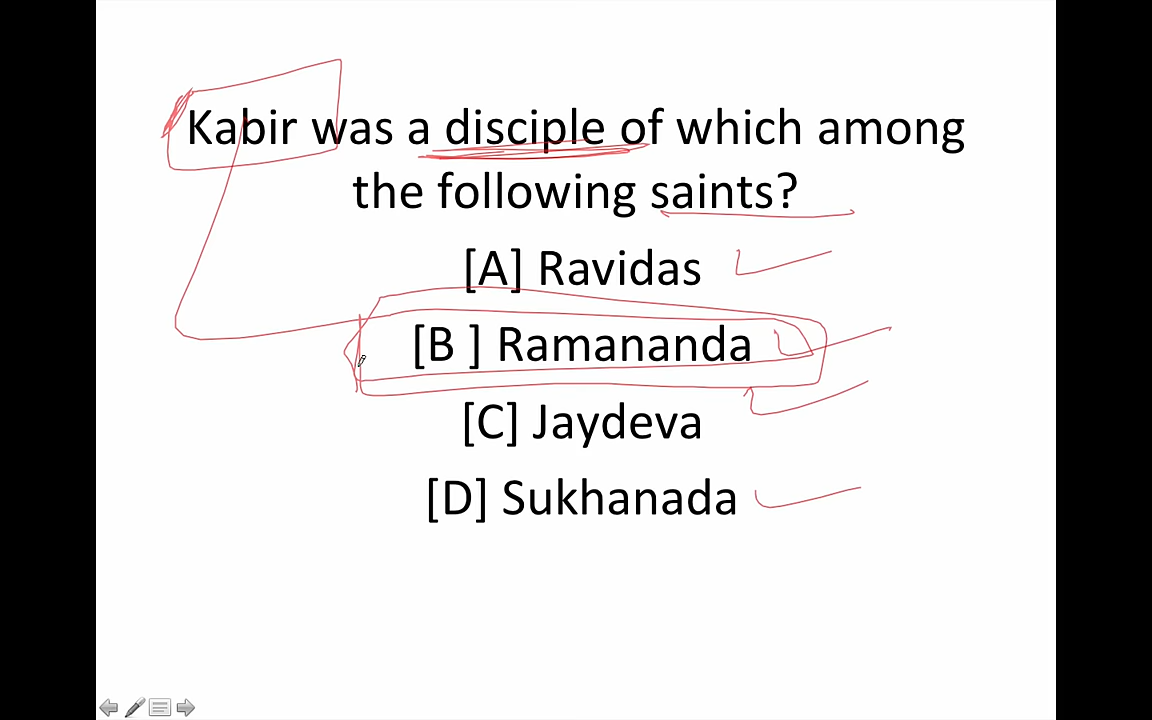 Kabir was a disciple of which among
the following saints?
[A] Ravidas
[B ] Ramananda
[C] Jaydeva
[D] Sukhanada